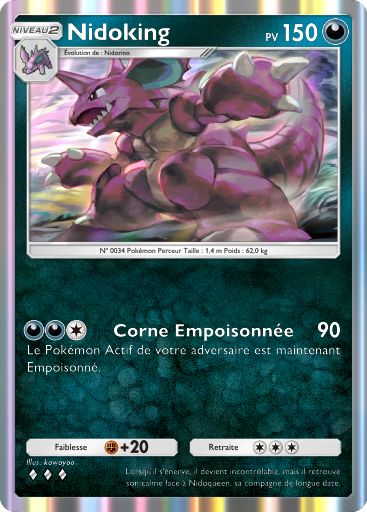 NIVEAU 2
Nidoking
PV 150
Évolution de : Nidorino
N° 0034 Pokémon Perceur Taille : 1,4 m Poids : 62,0 kg
Corne Empoisonnée 90
Le Pokémon Actif de votre adversaire est maintenant
Empoisonné.
Faiblesse +20
Retraite
Illus. kawayoo
Lorsqu'il s'énerve, il devient incontrôlable, mais il retrouve
son calme face à Nidoqueen, sa compagne de longue date.